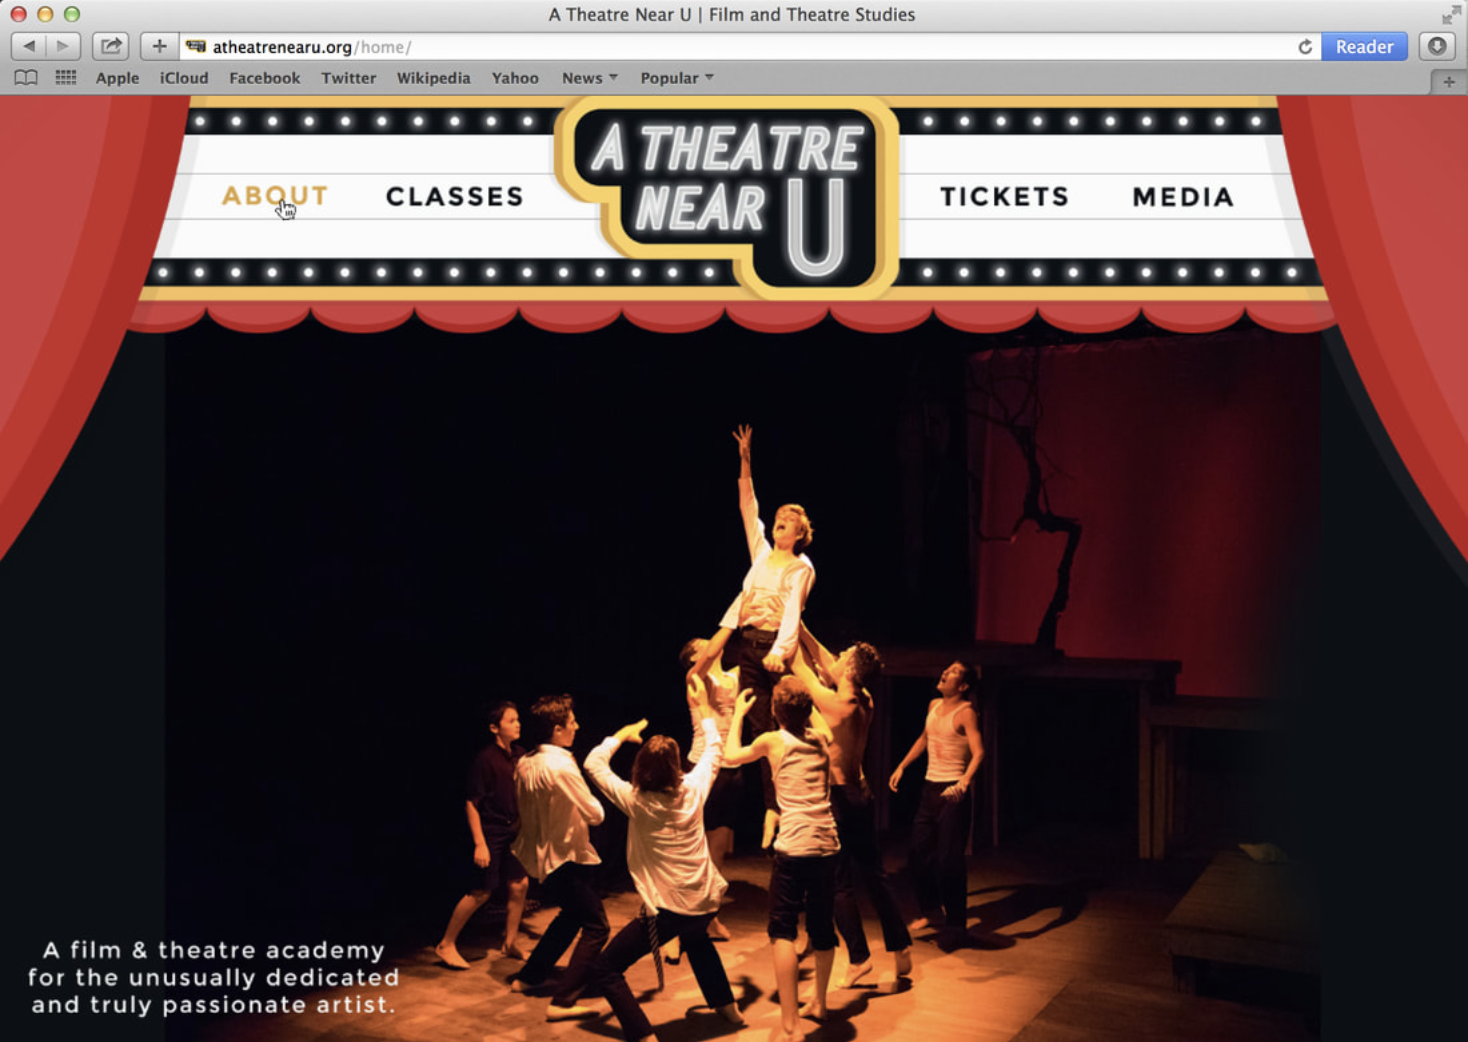 A Theatre Near U | Film and Theatre Studies
atheatrenearu.org/home/
Reader
Apple iCloud Facebook Twitter Wikipedia Yahoo News Popular
A THEATRE
NEAR U
ABOUT CLASSES TICKETS MEDIA
A film & theatre academy
for the unusually dedicated
and truly passionate artist.